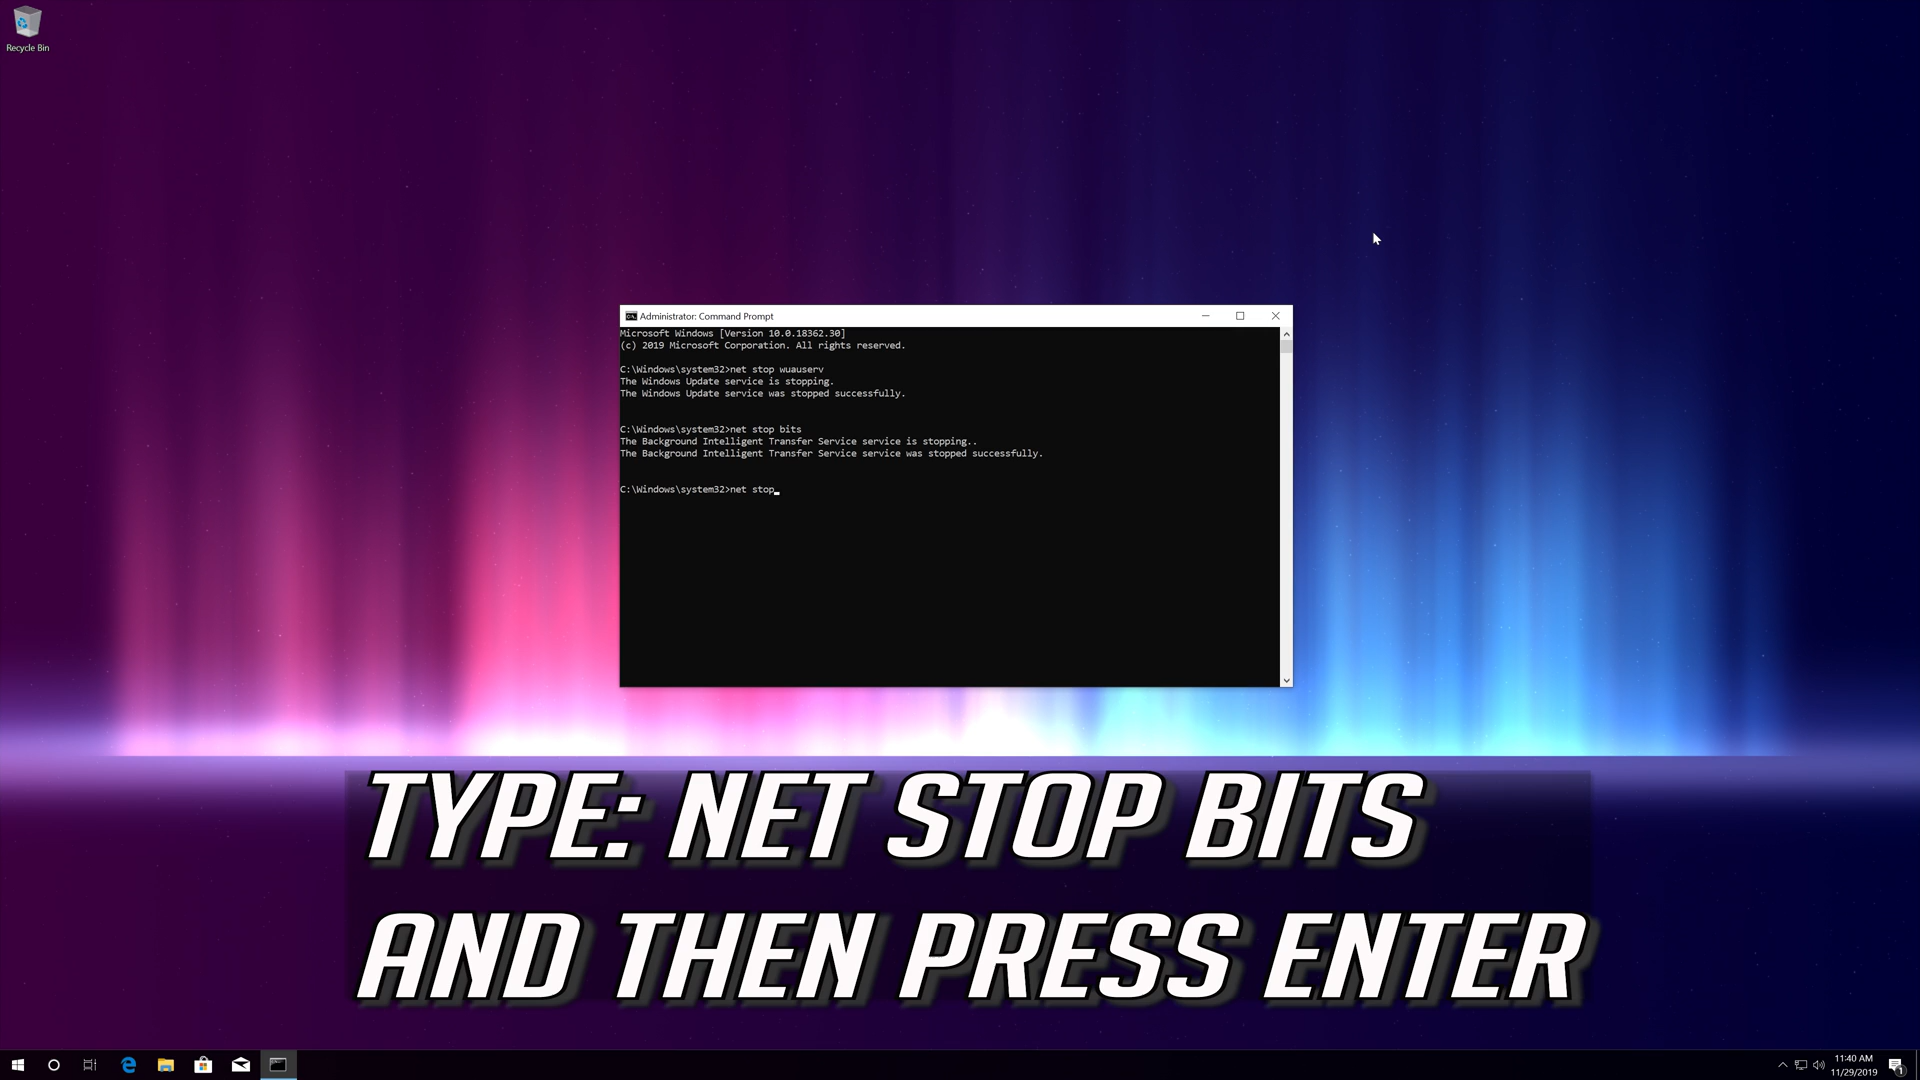 Recycle Bin
Administrator: Command Prompt
Microsoft Windows [Version 10.0.18362.30]
(c) 2019 Microsoft Corporation. All rights reserved.
C:\Windows\system32>net stop wuauserv
The Windows Update service is stopping.
The Windows Update service was stopped successfully.
C:\Windows\system32>net stop bits
The Background Intelligent Transfer Service service is stopping..
The Background Intelligent Transfer Service service was stopped successfully.
C:\Windows\system32>net stop
TYPE: NET STOP BITS
AND THEN PRESS ENTER
11:40 AM
11/29/2019
1